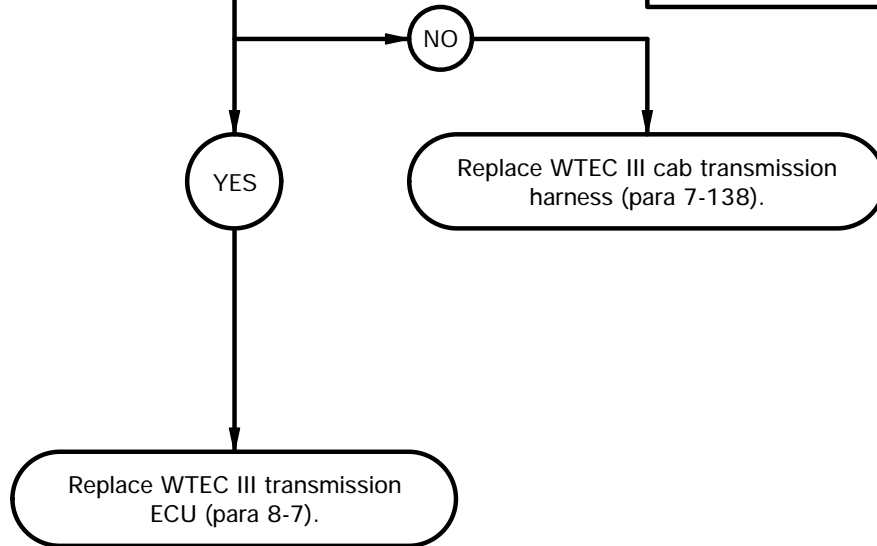 NO
YES
Replace WTEC III cab transmission
harness (para 7-138).
Replace WTEC III transmission
ECU (para 8-7).